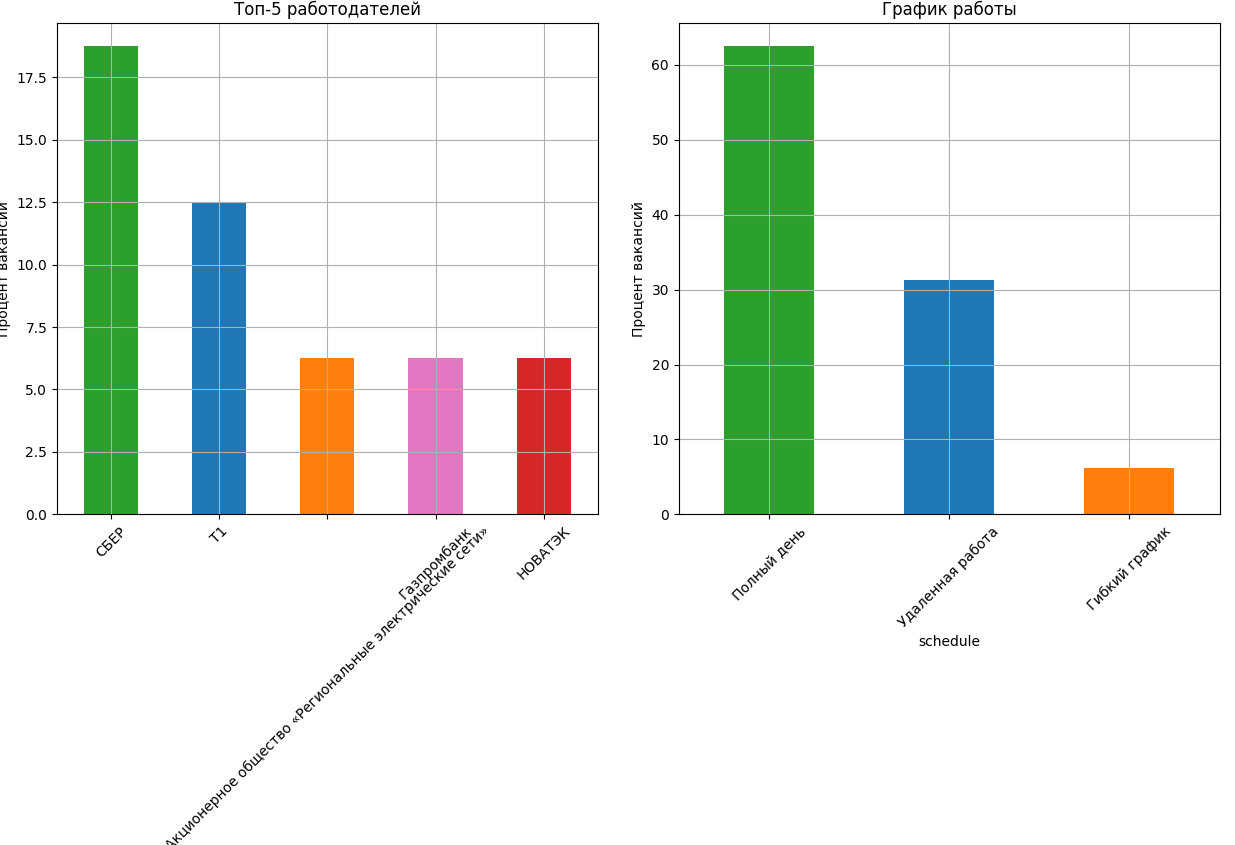 Топ-5 работодателей
Процент вакансий
17.5
15.0
12.5
10.0
7.5
5.0
2.5
0.0
СБЕР
Т1
Акционерное общество «Региональные электрические сети»
Газпромбанк
НОВАТЭК
График работы
Процент вакансий
60
50
40
30
20
10
0
Полный день
Удаленная работа
Гибкий график
schedule